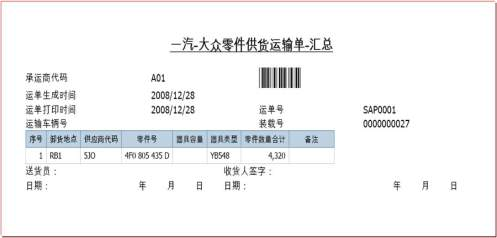 一汽-大众零件供货运输单-汇总
承运商代码 A01
运单生成时间 2008/12/28
运单打印时间 2008/12/28 运单号 SAP0001
运输车辆号 装载号 0000000027
序号 卸货地点 供应商代码 零件号 器具容量 器具类型 零件数量合计 备注
1 RB1 5JO 4F0 805 435 D YB548 4,320
送货员： 收货人签字：
日期： 年 月 日 日期： 年 月 日